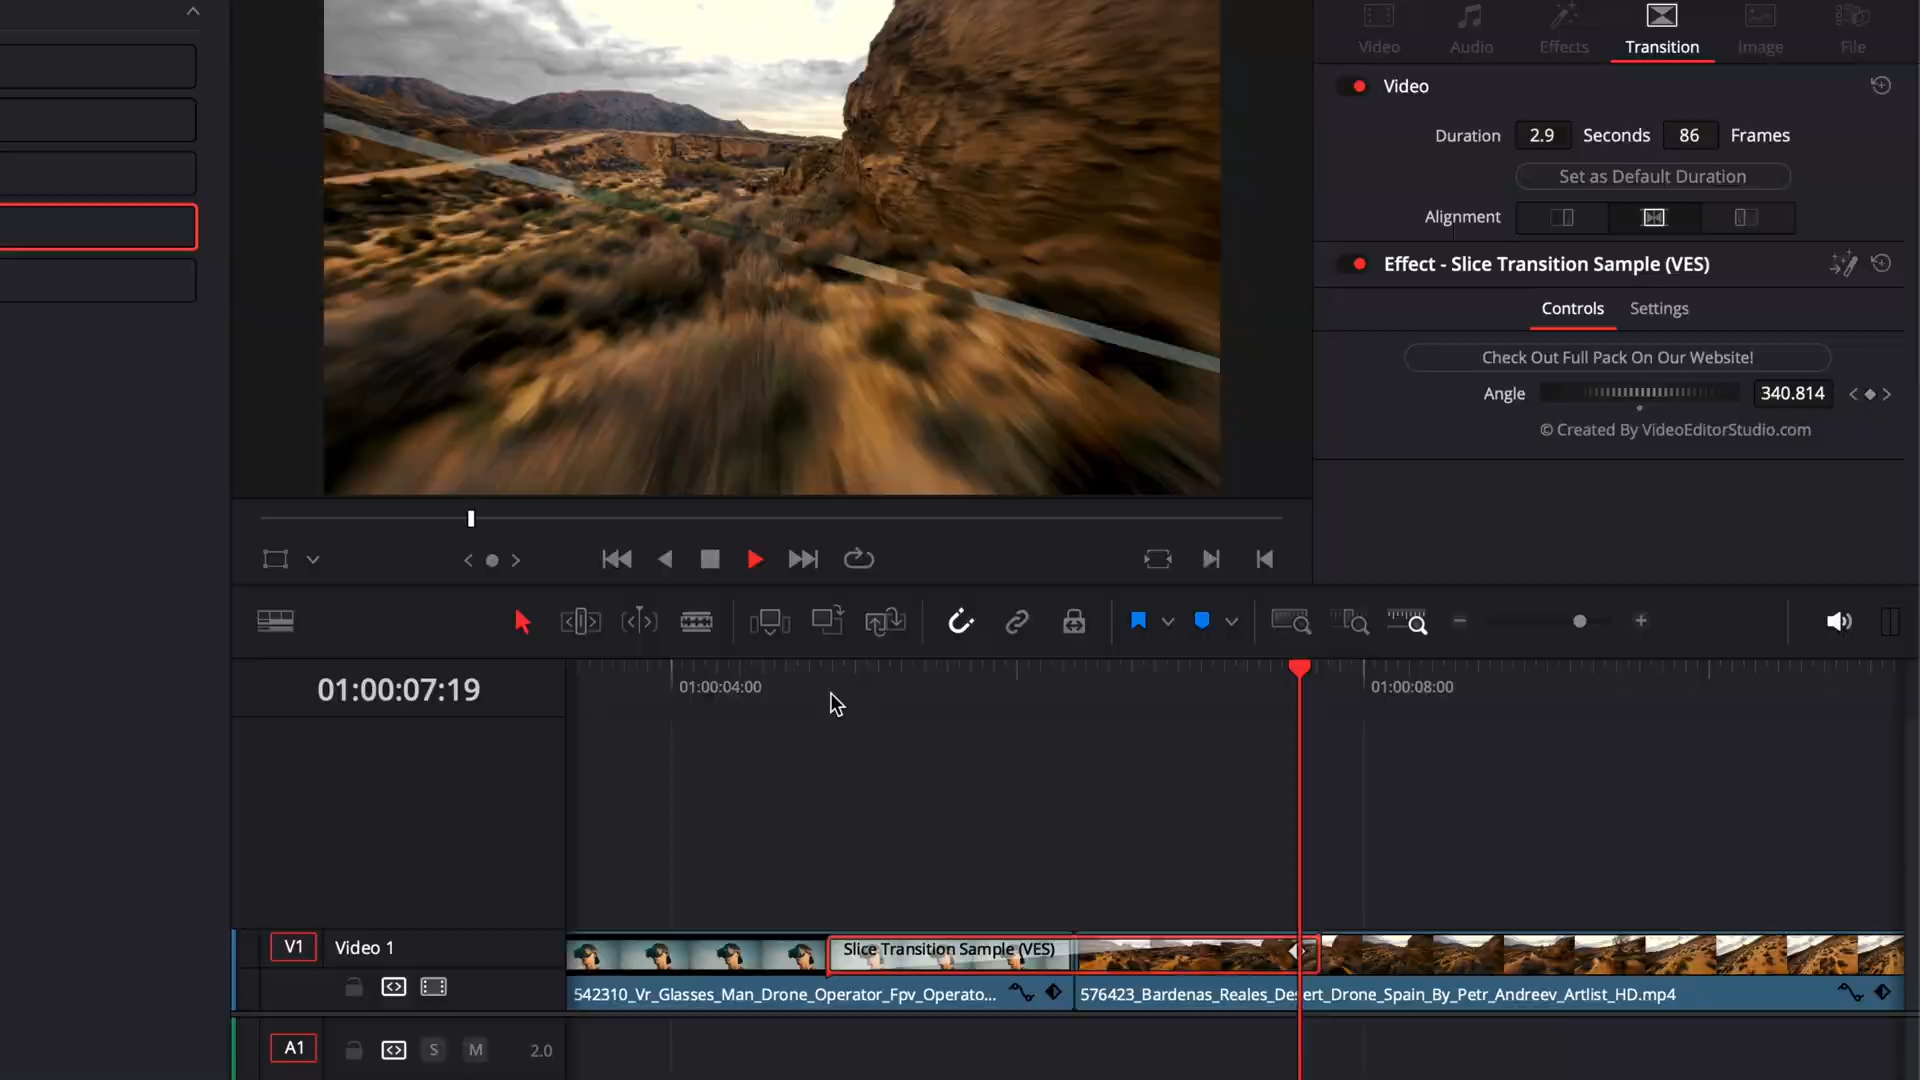 Video
Audio
Effects
Transition
Image
File
Video
Duration 2.9 Seconds 86 Frames
Set as Default Duration
Alignment
Effect - Slice Transition Sample (VES)
Controls Settings
Check Out Full Pack On Our Website!
Angle 340.814
© Created By VideoEditorStudio.com
01:00:07:19
01:00:04:00
01:00:08:00
V1 Video 1
Slice Transition Sample (VES)
542310_Vr_Glasses_Man_Drone_Operator_Fpv_Operato...
576423_Bardenas_Reales_Desert_Drone_Spain_By_Petr_Andreev_Artlist_HD.mp4
A1 S M 2.0